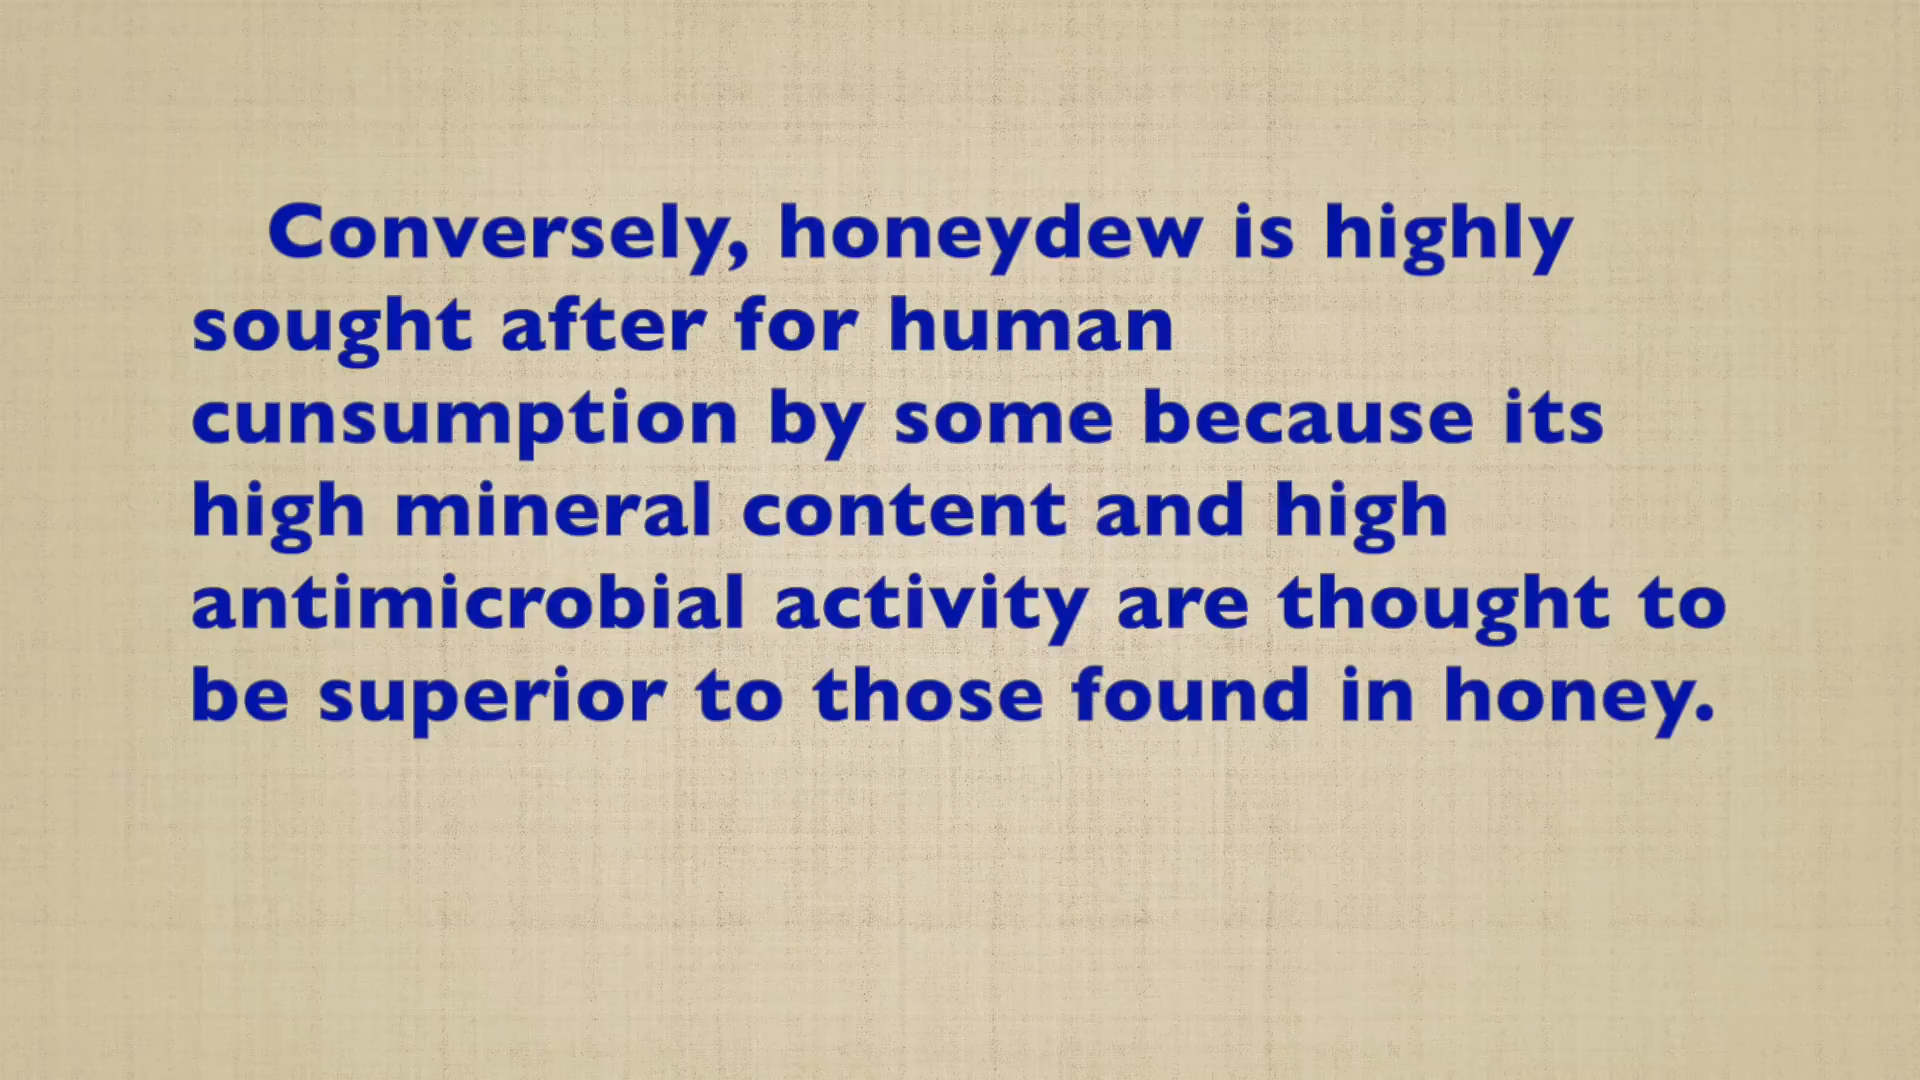 Conversely, honeydew is highly
sought after for human
cunsumption by some because its
high mineral content and high
antimicrobial activity are thought to
be superior to those found in honey.